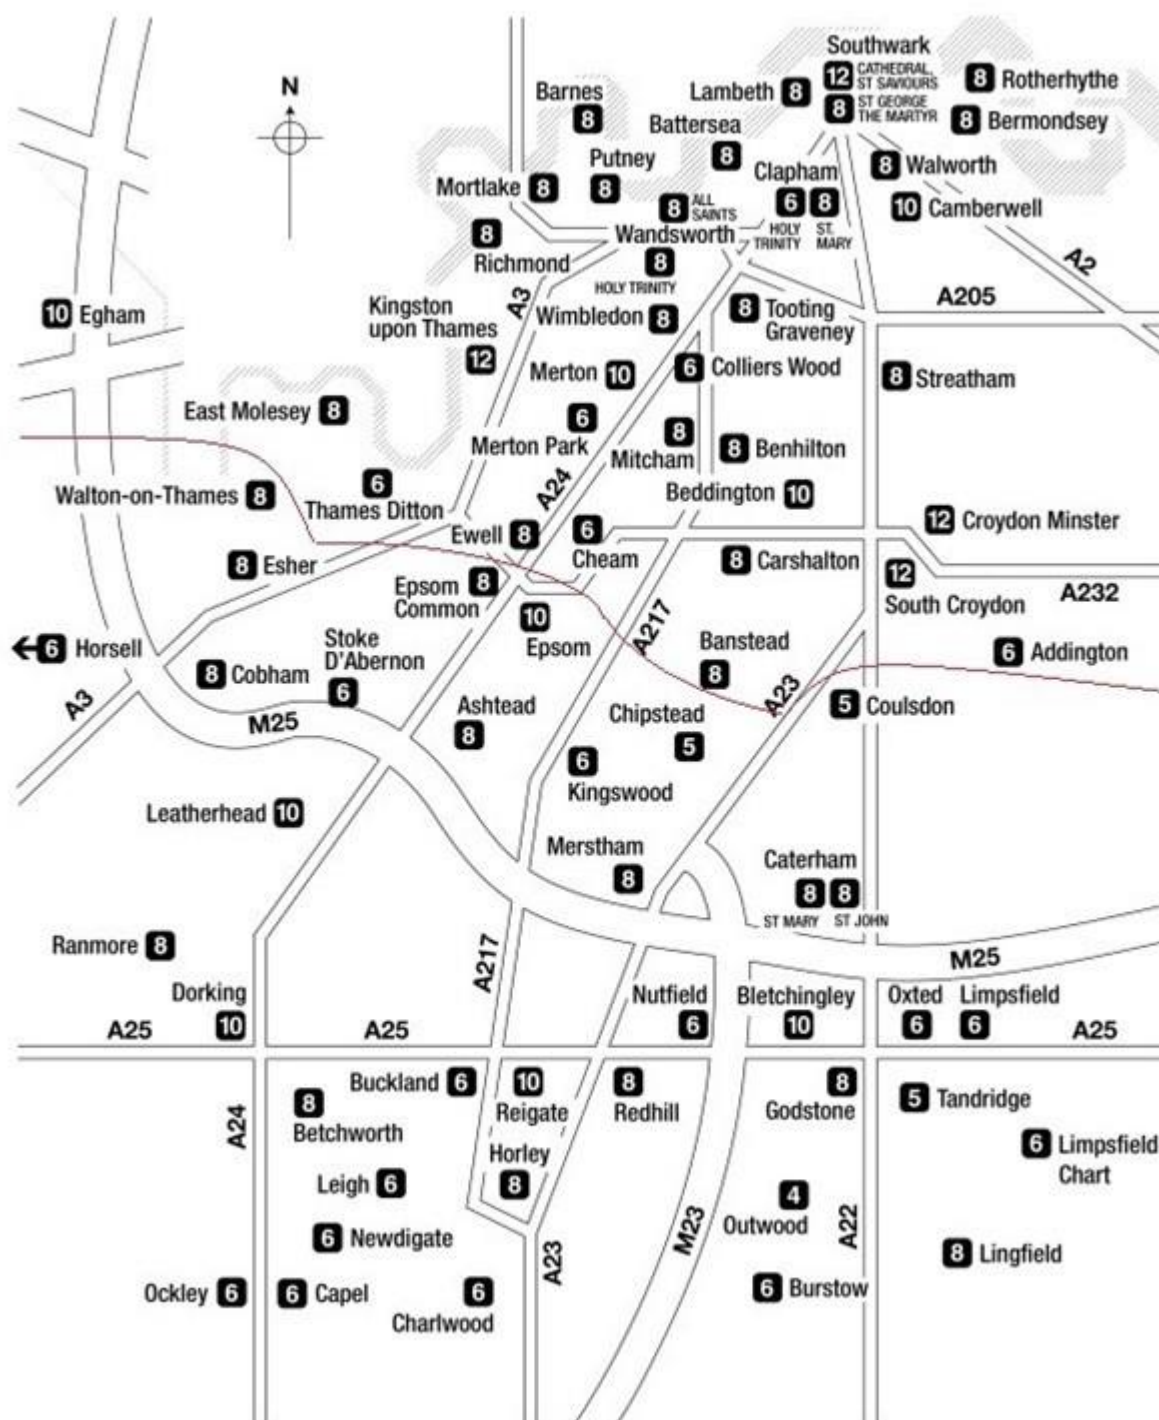 N
Southwark
12 CATHEDRAL,
ST SAVIOURS
8 ST GEORGE
THE MARTYR
8 Rotherhythe
Lambeth 8
Barnes
8
8 Bermondsey
Battersea
8
Putney
8
Clapham
6 8
HOLY
TRINITY
ST.
MARY
8 Walworth
Mortlake 8
8 ALL
SAINTS
Wandsworth
8
HOLY TRINITY
10 Camberwell
8
Richmond
A2
A3
A205
10 Egham
Kingston
upon Thames
12
Wimbledon 8
8 Tooting
Graveney
Merton 10
6 Colliers Wood
8 Streatham
East Molesey 8
6
Merton Park
8
Mitcham
8 Benhilton
A24
Walton-on-Thames 8
6
Thames Ditton
Beddington 10
Ewell 8
6
Cheam
12 Croydon Minster
8 Esher
Epsom 8
Common
8 Carshalton
12
South Croydon
A232
10
Epsom
A217
6 Horsell
Stoke
D'Abernon
6
8 Cobham
Banstead
8
6 Addington
A3
M25
Ashtead
8
Chipstead
5
A23
5 Coulsdon
6
Kingswood
Leatherhead 10
Merstham
8
Caterham
8 8
ST MARY ST JOHN
Ranmore 8
A217
M25
Dorking
10
Nutfield
6
Bletchingley
10
Oxted
6
Limpsfield
6
A25
A25
A25
Buckland 6
10
Reigate
8
Redhill
8
Godstone
5 Tandridge
8
Betchworth
A24
6 Limpsfield
Chart
Horley
8
Leigh 6
4
Outwood
6 Newdigate
M23
A22
A23
8 Lingfield
Ockley 6
6 Capel
6
Charlwood
6 Burstow